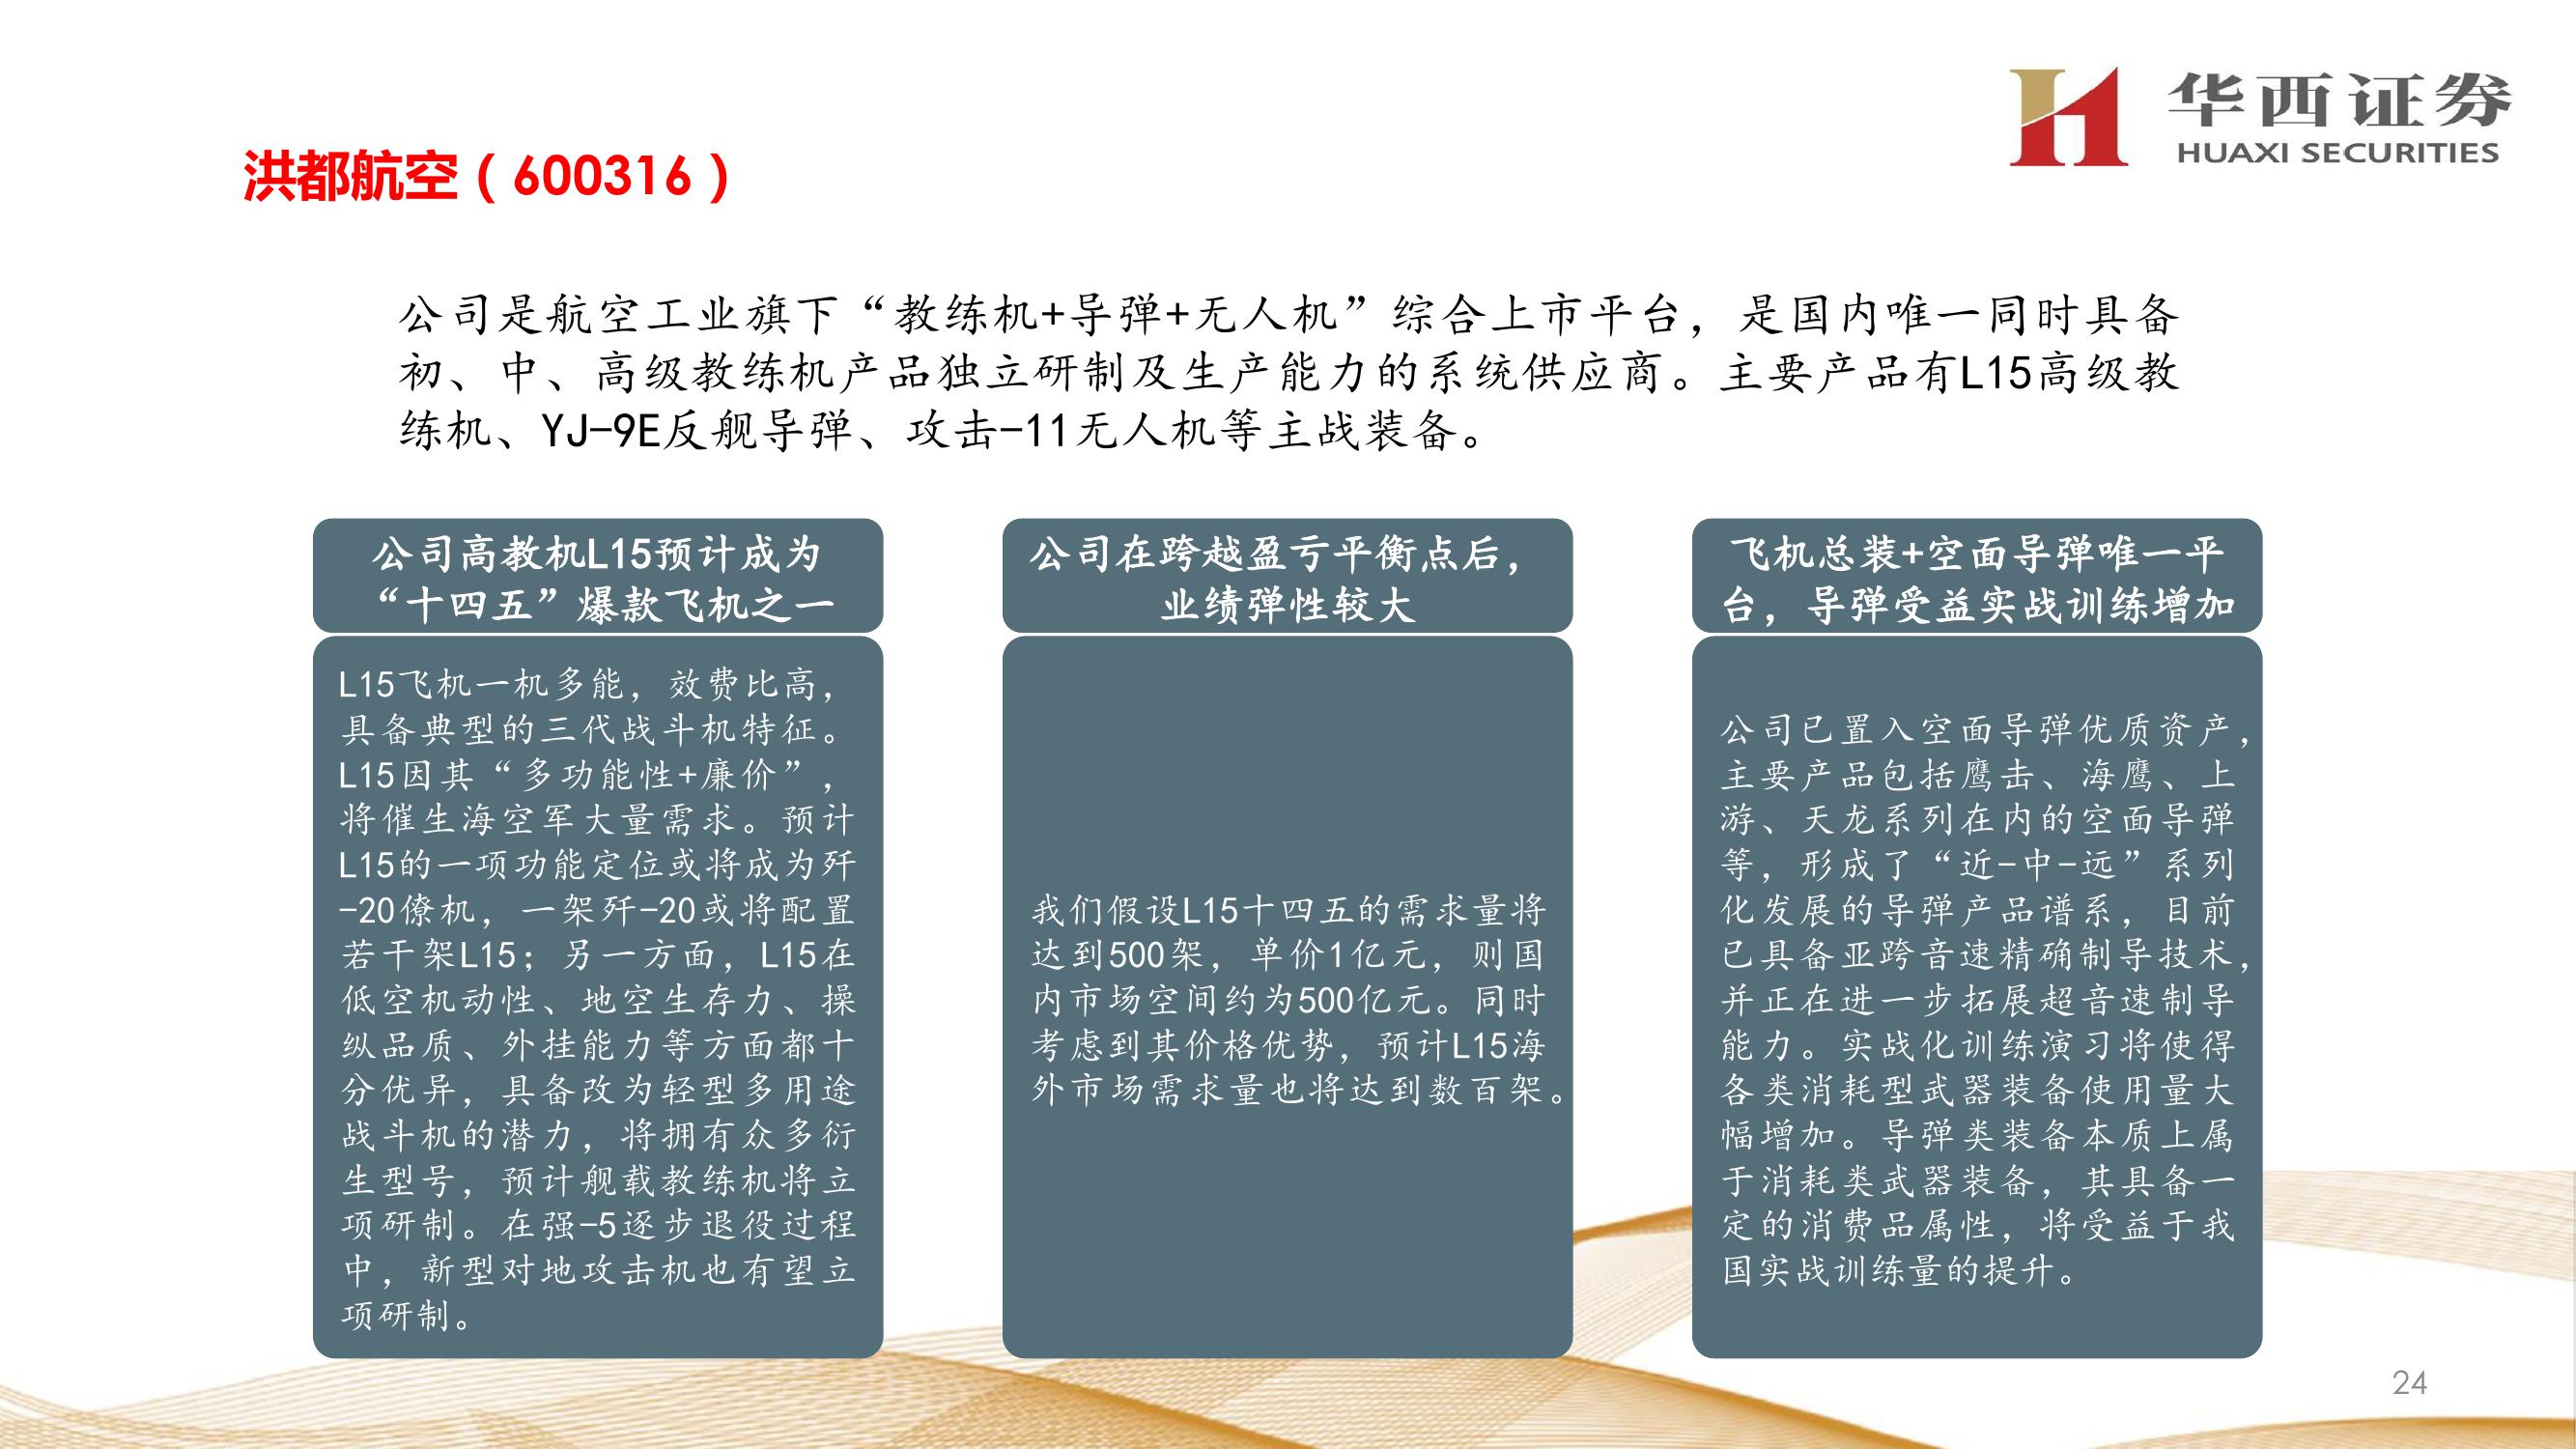 华西证券
HUAXI SECURITIES
洪都航空（600316）
公司是航空工业旗下“教练机+导弹+无人机”综合上市平台，是国内唯一同时具备
初、中、高级教练机产品独立研制及生产能力的系统供应商。主要产品有L15高级教
练机、YJ-9E反舰导弹、攻击-11无人机等主战装备。
公司高教机L15预计成为
“十四五”爆款飞机之一
L15飞机一机多能，效费比高，
具备典型的三代战斗机特征。
L15因其“多功能性+廉价”，
将催生海空军大量需求。预计
L15的一项功能定位或将成为歼
-20僚机，一架歼-20或将配置
若干架L15；另一方面，L15在
低空机动性、地空生存力、操
纵品质、外挂能力等方面都十
分优异，具备改为轻型多用途
战斗机的潜力，将拥有众多衍
生型号，预计舰载教练机将立
项研制。在强-5逐步退役过程
中，新型对地攻击机也有望立
项研制。
公司在跨越盈亏平衡点后，
业绩弹性较大
我们假设L15十四五的需求量将
达到500架，单价1亿元，则国
内市场空间约为500亿元。同时
考虑到其价格优势，预计L15海
外市场需求量也将达到数百架。
飞机总装+空面导弹唯一平
台，导弹受益实战训练增加
公司已置入空面导弹优质资产，
主要产品包括鹰击、海鹰、上
游、天龙系列在内的空面导弹
等，形成了“近-中-远”系列
化发展的导弹产品谱系，目前
已具备亚跨音速精确制导技术，
并正在进一步拓展超音速制导
能力。实战化训练演习将使得
各类消耗型武器装备使用量大
幅增加。导弹类装备本质上属
于消耗类武器装备，其具备一
定的消费品属性，将受益于我
国实战训练量的提升。
24